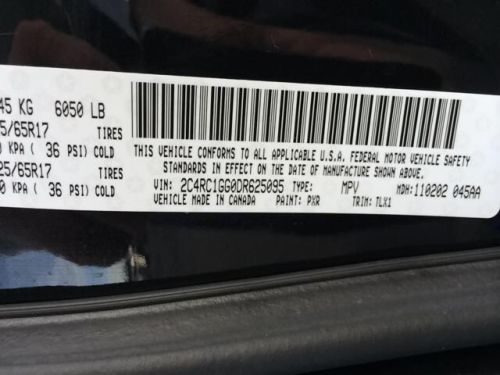 45 KG 6050 LB
5/65R17 TIRES
0 KPA ( 36 PSI) COLD
25/65R17 TIRES
0 KPA ( 36 PSI) COLD
THIS VEHICLE CONFORMS TO ALL APPLICABLE U.S.A. FEDERAL MOTOR VEHICLE SAFETY
STANDARDS IN EFFECT ON THE DATE OF MANUFACTURE SHOWN ABOVE.
VIN: 2C4RC1GG0DR625095 TYPE: MPV MDH: 110202 045AA
MADE IN CANADA PAINT: PXR TRIM: TLX1